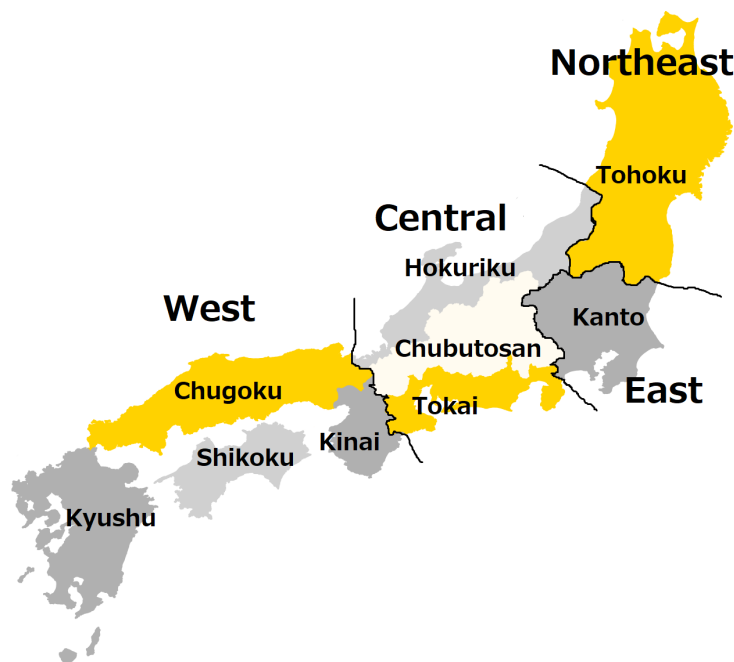 Northeast
Tohoku
Central
Hokuriku
West
Kanto
Chubutosan
Chugoku
East
Tokai
Kinai
Shikoku
Kyushu